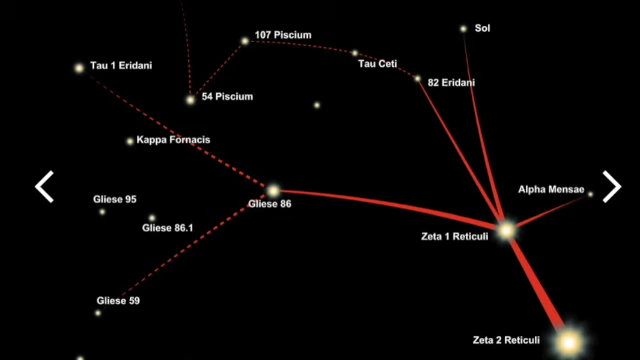 107 Piscium
Sol
Tau Ceti
Tau 1 Eridani
82 Eridani
54 Piscium
Kappa Fornacis
Alpha Mensae
Gliese 95
Gliese 86
Gliese 86.1
Zeta 1 Reticuli
Gliese 59
Zeta 2 Reticuli